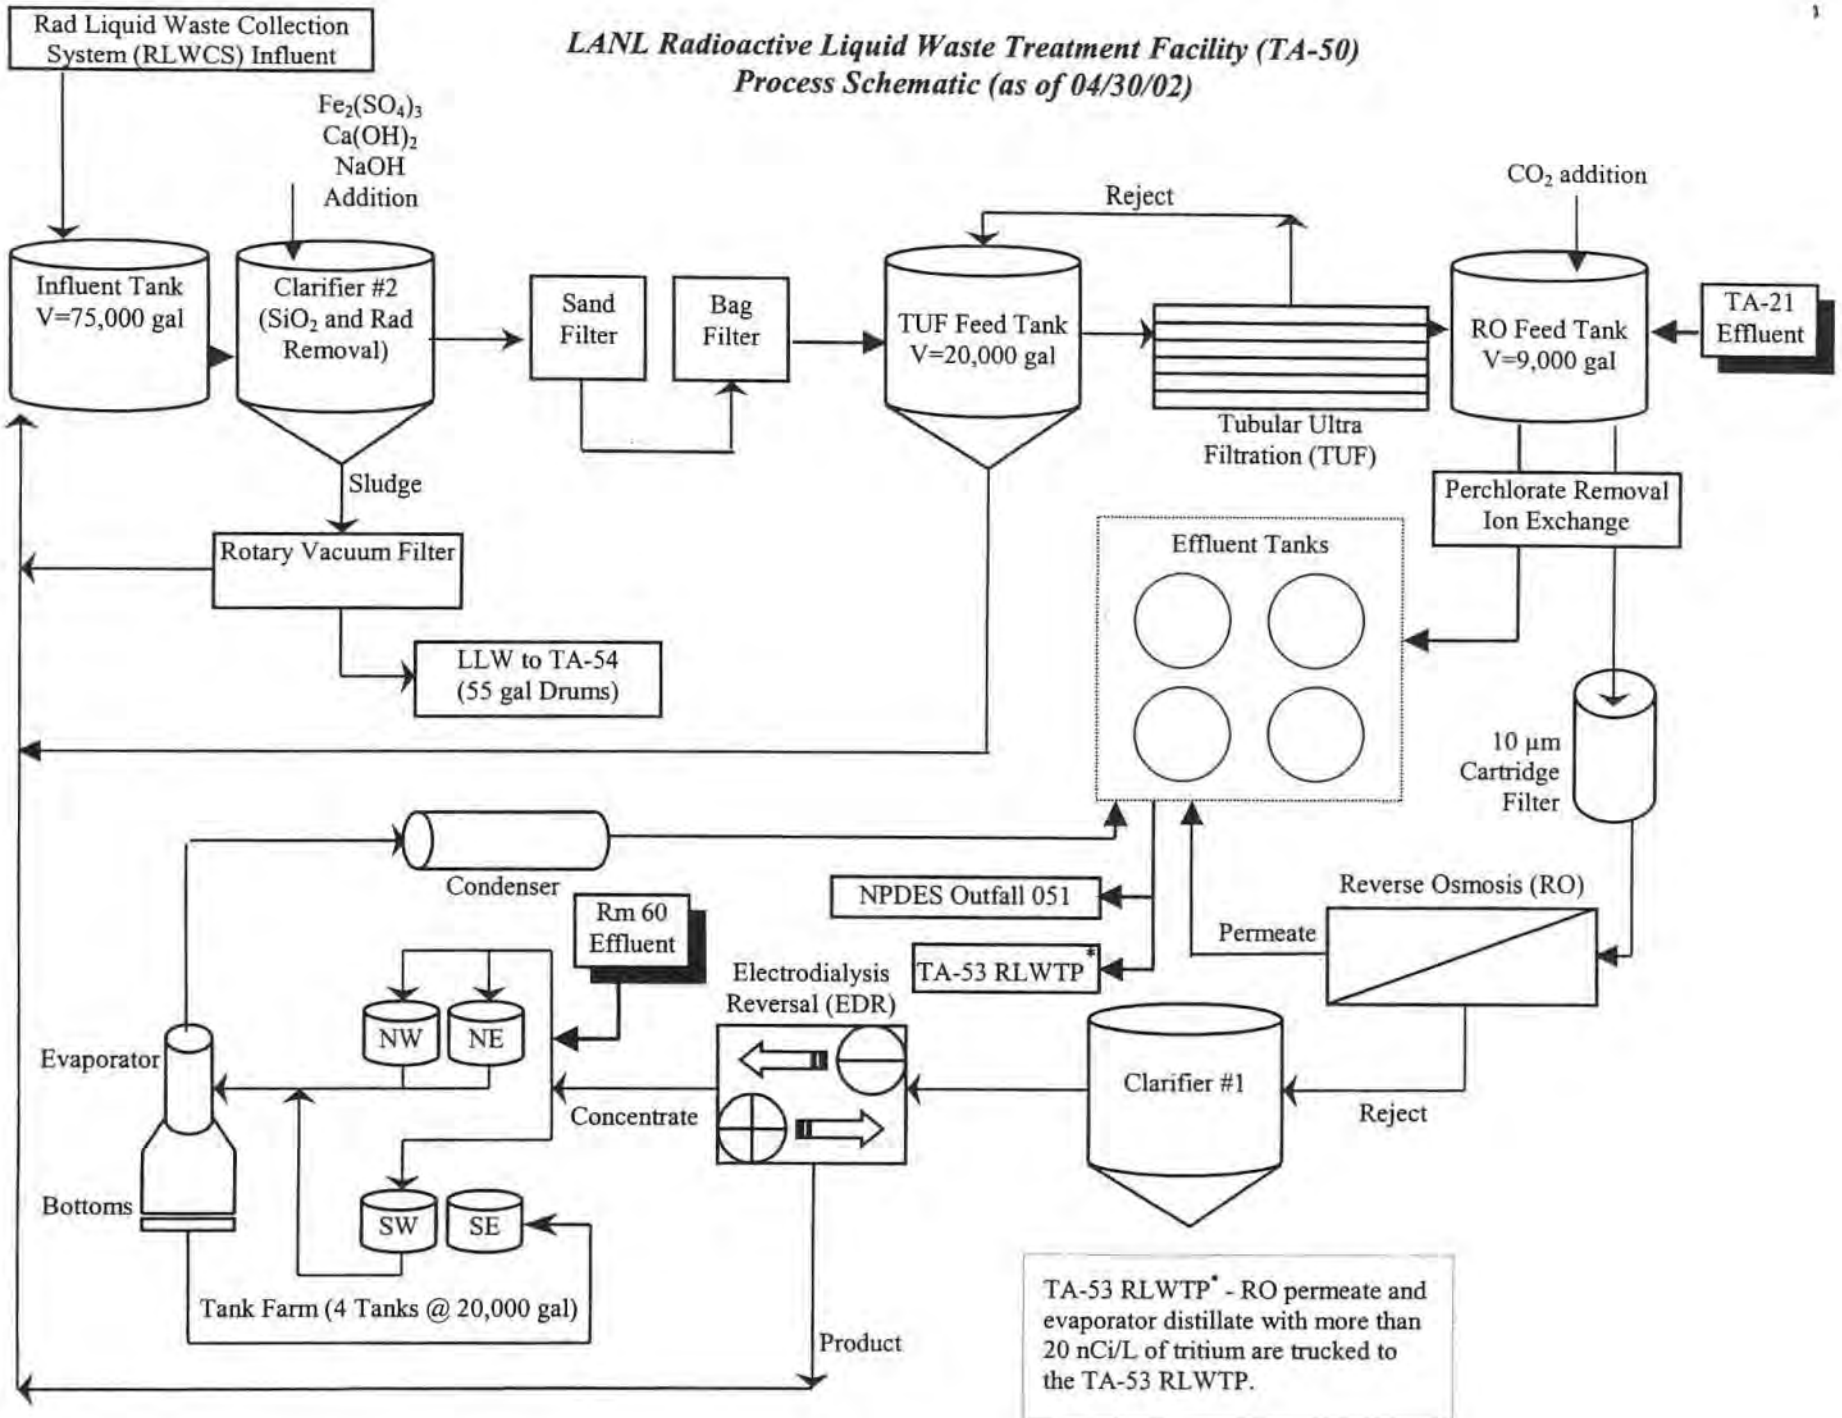 LANL Radioactive Liquid Waste Treatment Facility (TA-50)
Process Schematic (as of 04/30/02)
Rad Liquid Waste Collection
System (RLWCS) Influent
Fe₂(SO₄)₃
Ca(OH)₂
NaOH
Addition
Influent Tank
V=75,000 gal
Clarifier #2
(SiO₂ and Rad
Removal)
Sand
Filter
Bag
Filter
Reject
TUF Feed Tank
V=20,000 gal
Tubular Ultra
Filtration (TUF)
CO₂ addition
RO Feed Tank
V=9,000 gal
TA-21
Effluent
Sludge
Rotary Vacuum Filter
LLW to TA-54
(55 gal Drums)
Perchlorate Removal
Ion Exchange
Effluent Tanks
10 µm
Cartridge
Filter
Condenser
NPDES Outfall 051
TA-53 RLWTP*
Reverse Osmosis (RO)
Permeate
Rm 60
Effluent
Electrodialysis
Reversal (EDR)
NW
NE
Evaporator
Concentrate
Clarifier #1
Reject
Bottoms
SW
SE
Tank Farm (4 Tanks @ 20,000 gal)
Product
TA-53 RLWTP* - RO permeate and
evaporator distillate with more than
20 nCi/L of tritium are trucked to
the TA-53 RLWTP.